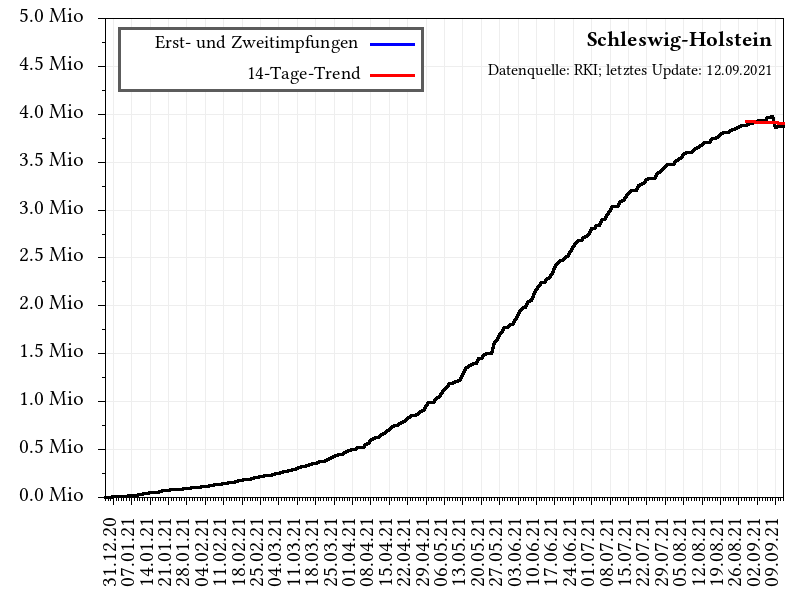 Schleswig-Holstein
Datenquelle: RKI; letztes Update: 12.09.2021
Erst- und Zweitimpfungen
14-Tage-Trend
5.0 Mio
4.5 Mio
4.0 Mio
3.5 Mio
3.0 Mio
2.5 Mio
2.0 Mio
1.5 Mio
1.0 Mio
0.5 Mio
0.0 Mio
31.12.20
07.01.21
14.01.21
21.01.21
28.01.21
04.02.21
11.02.21
18.02.21
25.02.21
04.03.21
11.03.21
18.03.21
25.03.21
01.04.21
08.04.21
15.04.21
22.04.21
29.04.21
06.05.21
13.05.21
20.05.21
27.05.21
03.06.21
10.06.21
17.06.21
24.06.21
01.07.21
08.07.21
15.07.21
22.07.21
29.07.21
05.08.21
12.08.21
19.08.21
26.08.21
02.09.21
09.09.21